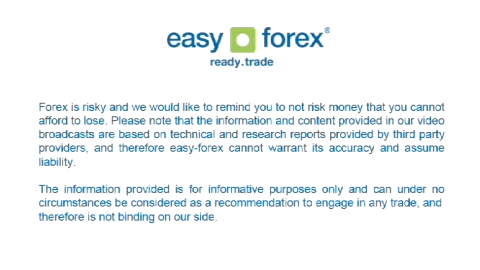 easy forex®
ready.trade
Forex is risky and we would like to remind you to not risk money that you cannot
afford to lose. Please note that the information and content provided in our video
broadcasts are based on technical and research reports provided by third party
providers, and therefore easy-forex cannot warrant its accuracy and assume
liability.
The information provided is for informative purposes only and can under no
circumstances be considered as a recommendation to engage in any trade, and
therefore is not binding on our side.